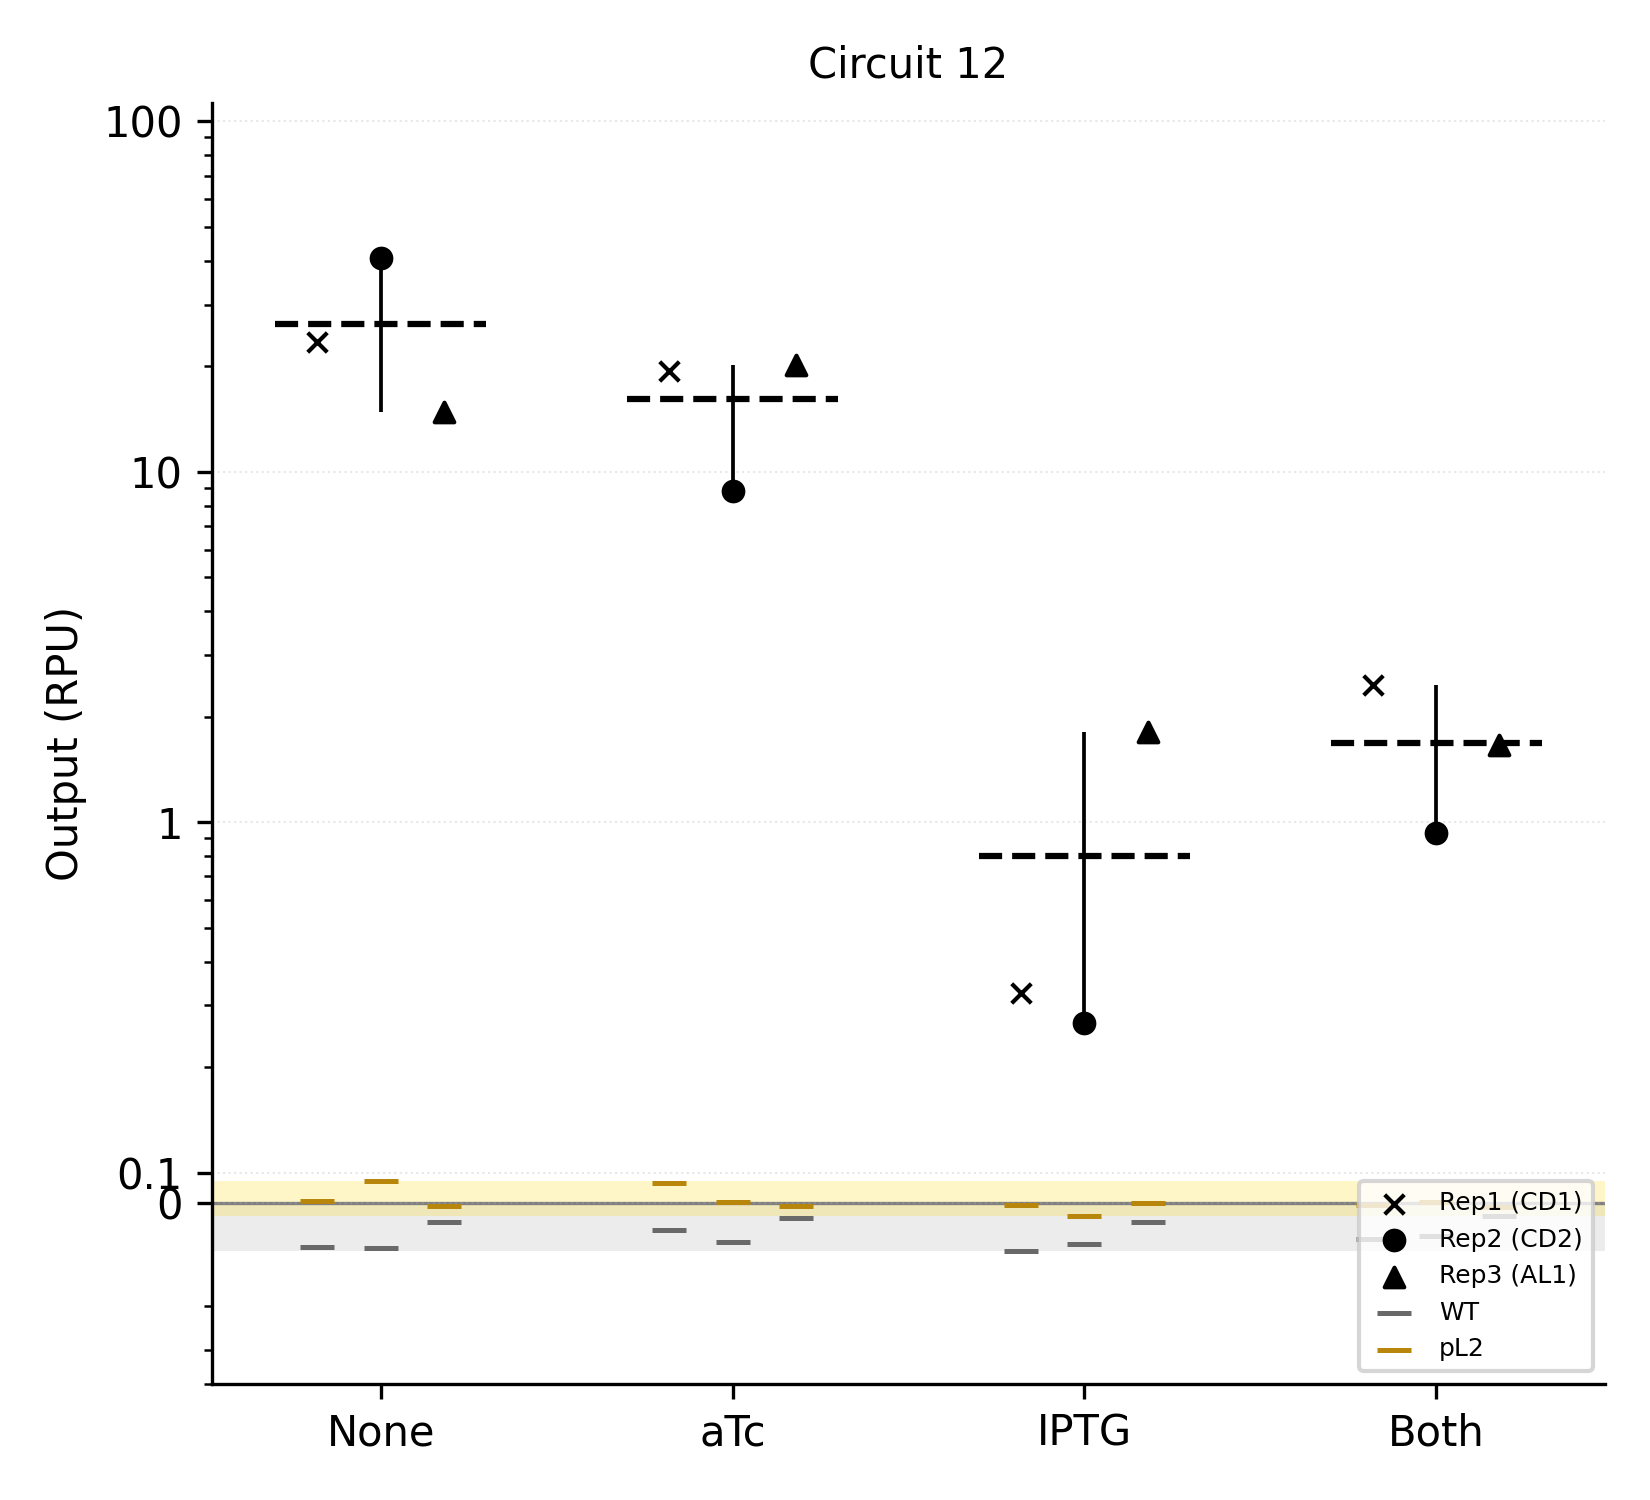 Circuit 12
Output (RPU)
100
10
1
0.1
0
None
aTc
IPTG
Both
Rep1 (CD1)
Rep2 (CD2)
Rep3 (AL1)
WT
pL2